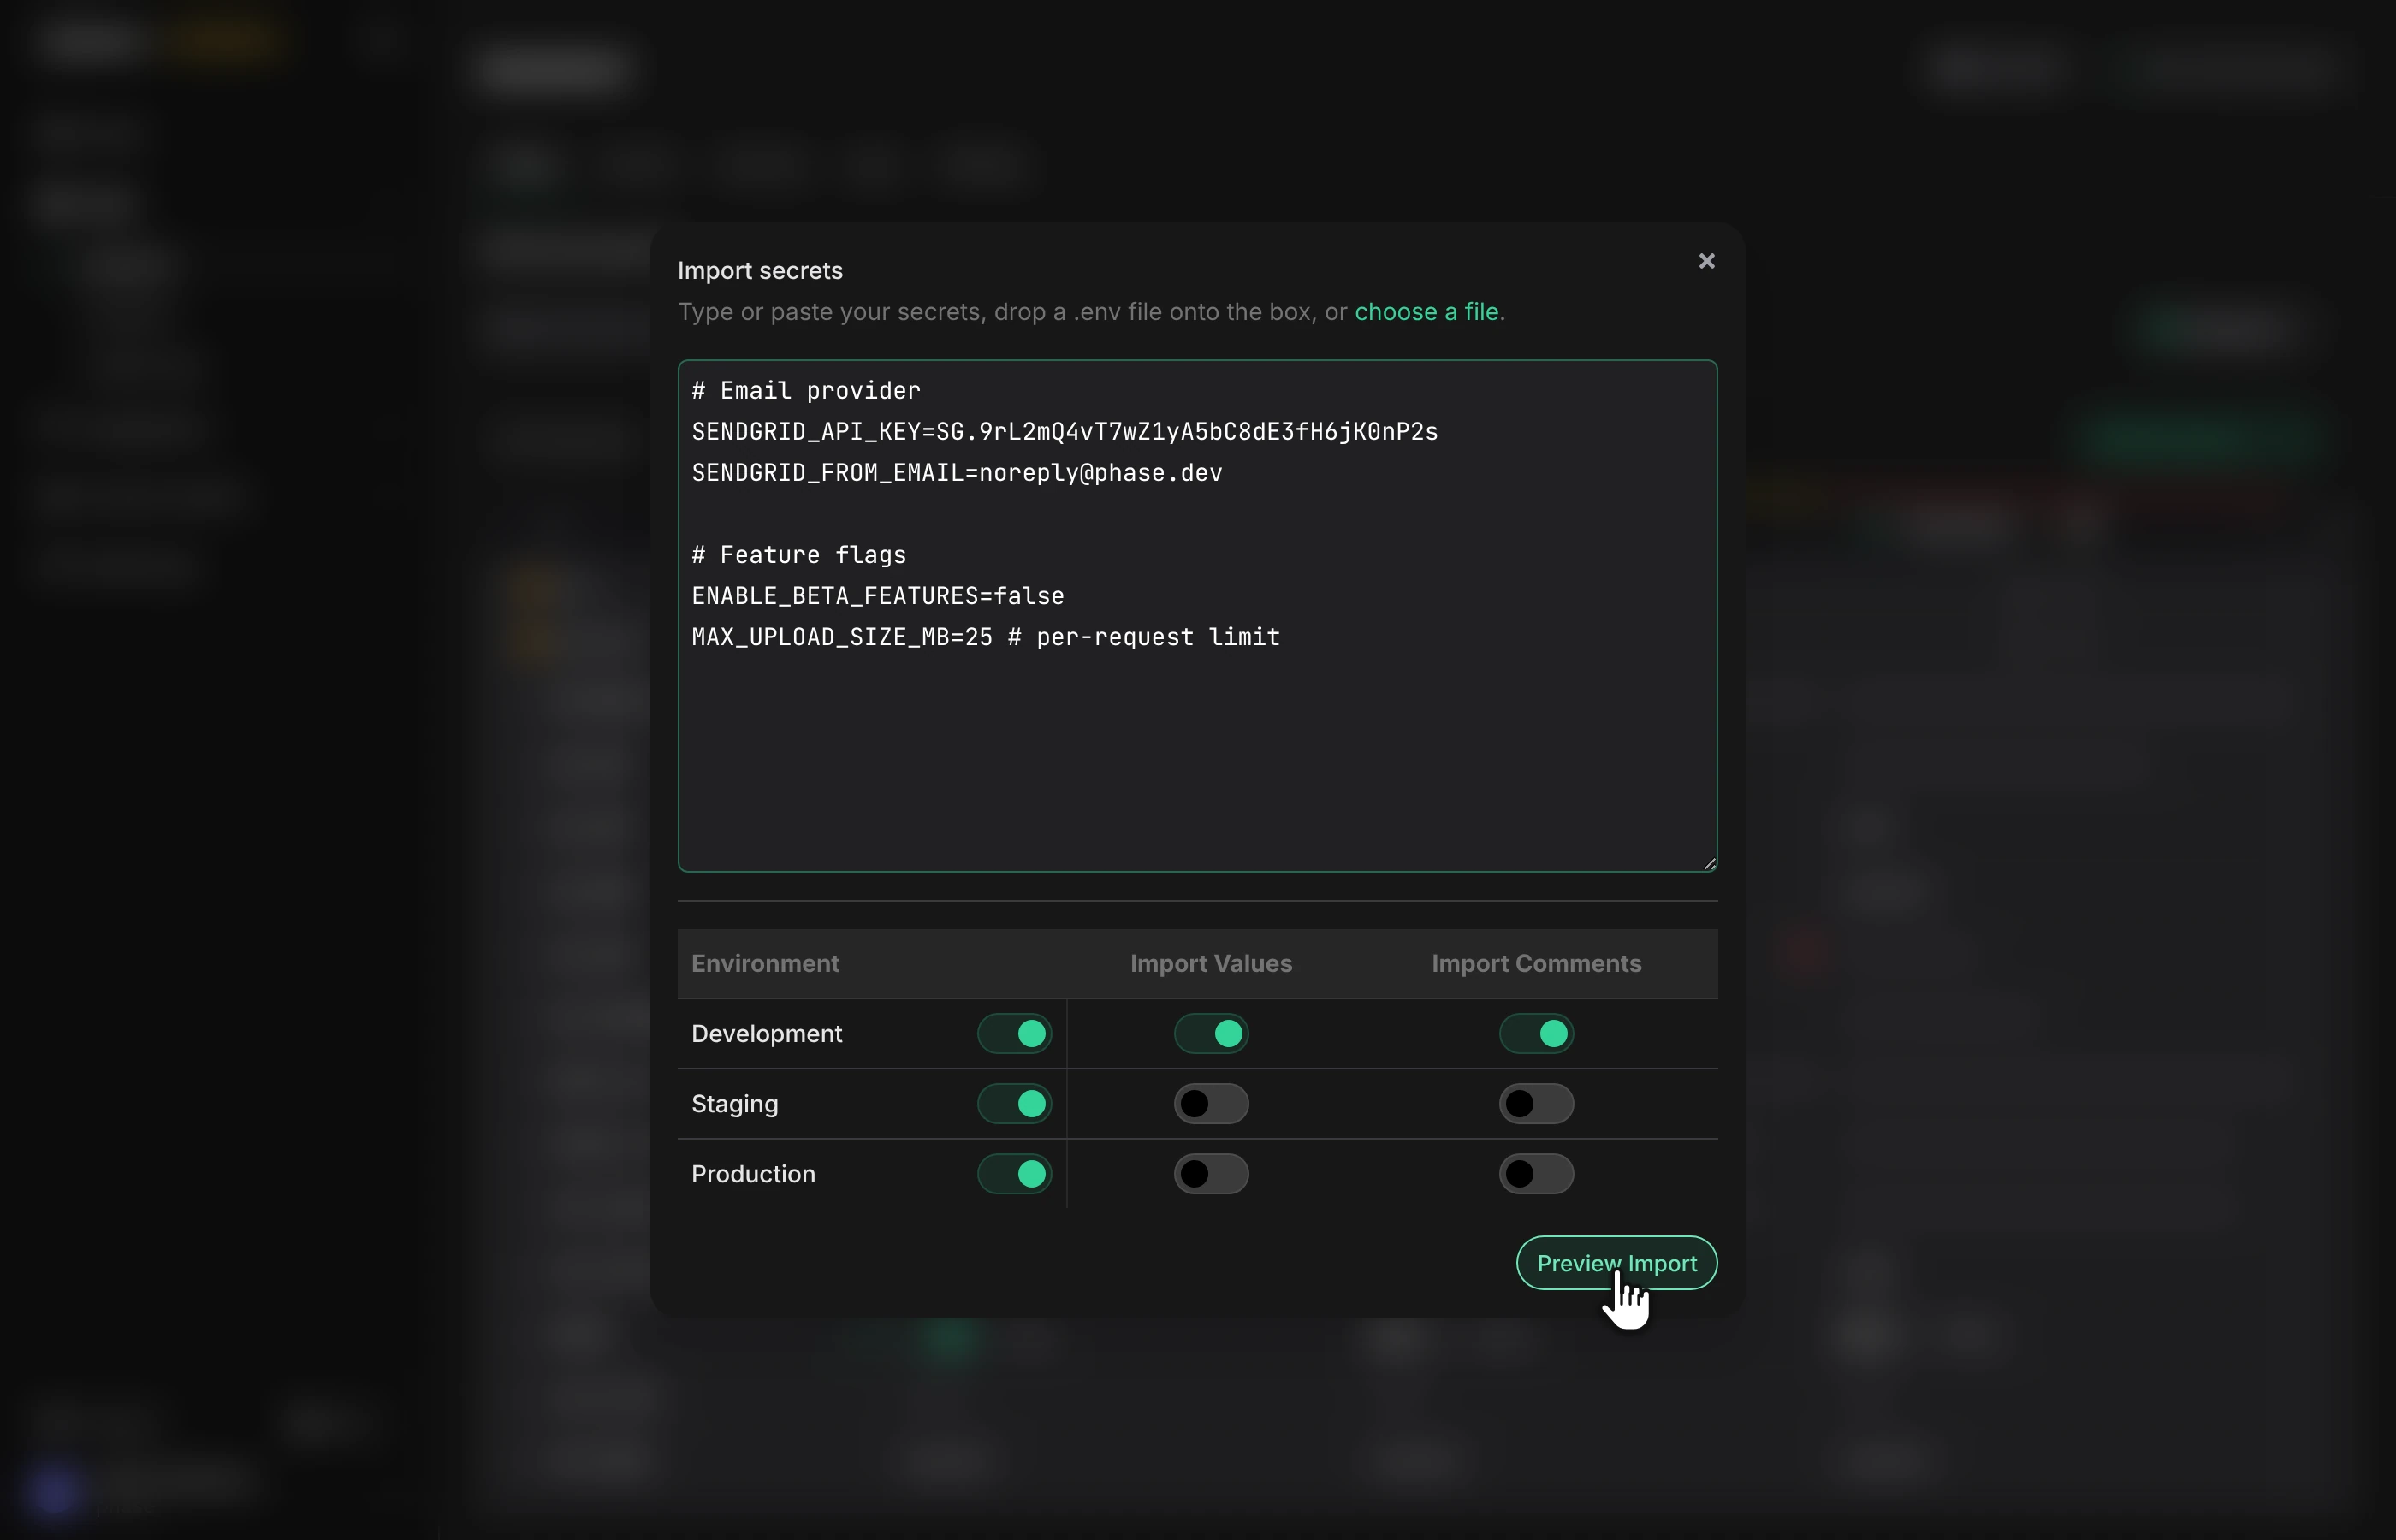 Import secrets
Type or paste your secrets, drop a .env file onto the box, or choose a file.
# Email provider
SENDGRID_API_KEY=SG.9rL2mQ4vT7wZ1yA5bC8dE3fH6jK0nP2s
SENDGRID_FROM_EMAIL=noreply@phase.dev
# Feature flags
ENABLE_BETA_FEATURES=false
MAX_UPLOAD_SIZE_MB=25 # per-request limit
Environment Import Values Import Comments
Development
Staging
Production
Preview Import